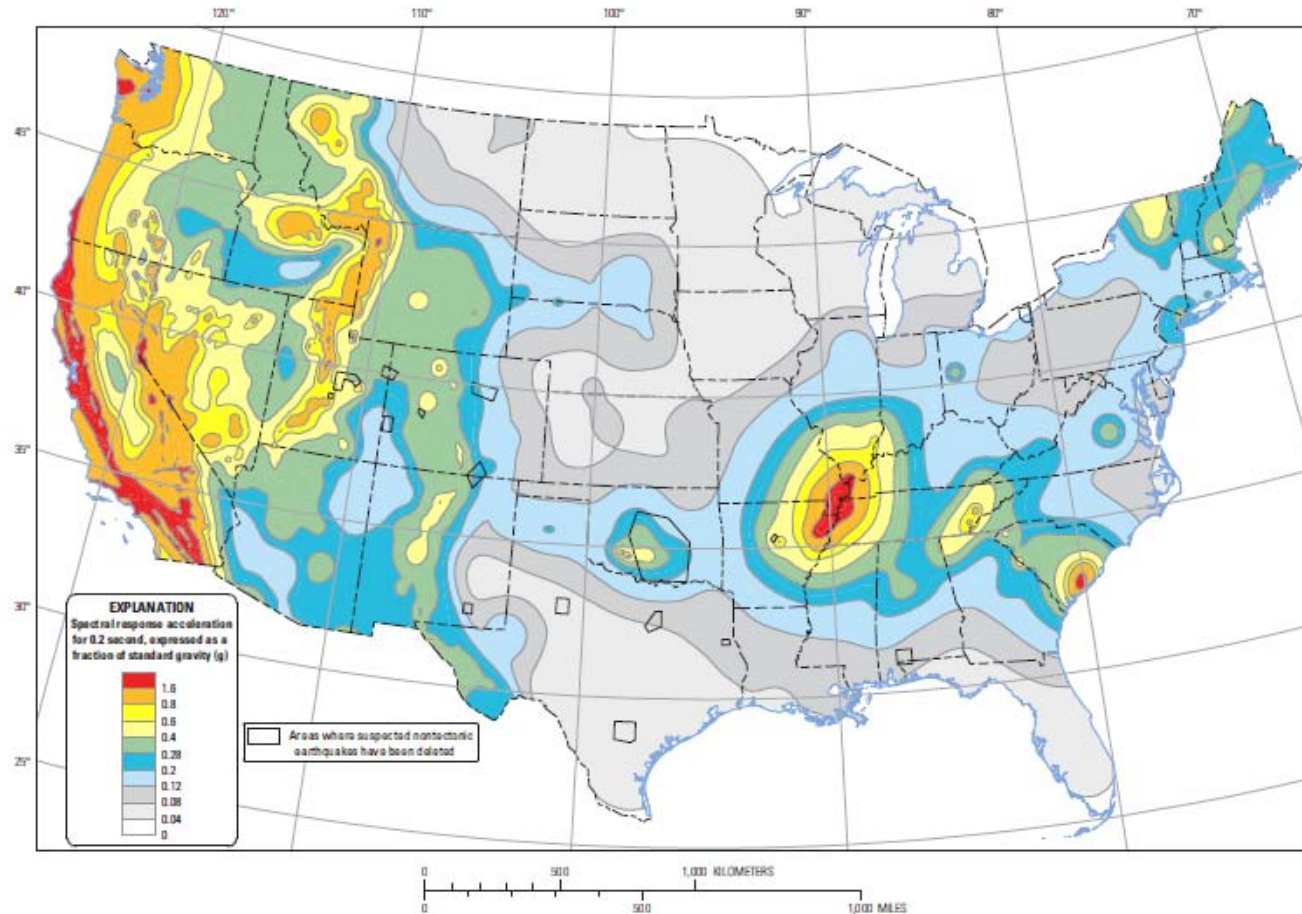 120°
110°
90°
80°
70°
45°
40°
35°
30°
25°
100°
EXPLANATION
Spectral response acceleration
for 0.2 second, expressed as a
fraction of standard gravity (g)
1.6
0.8
0.6
0.4
0.28
0.2
0.12
0.08
0.04
0
Areas where suspected nontectonic
earthquakes have been deleted
0 500 1,000 KILOMETERS
0 500 1,000 MILES